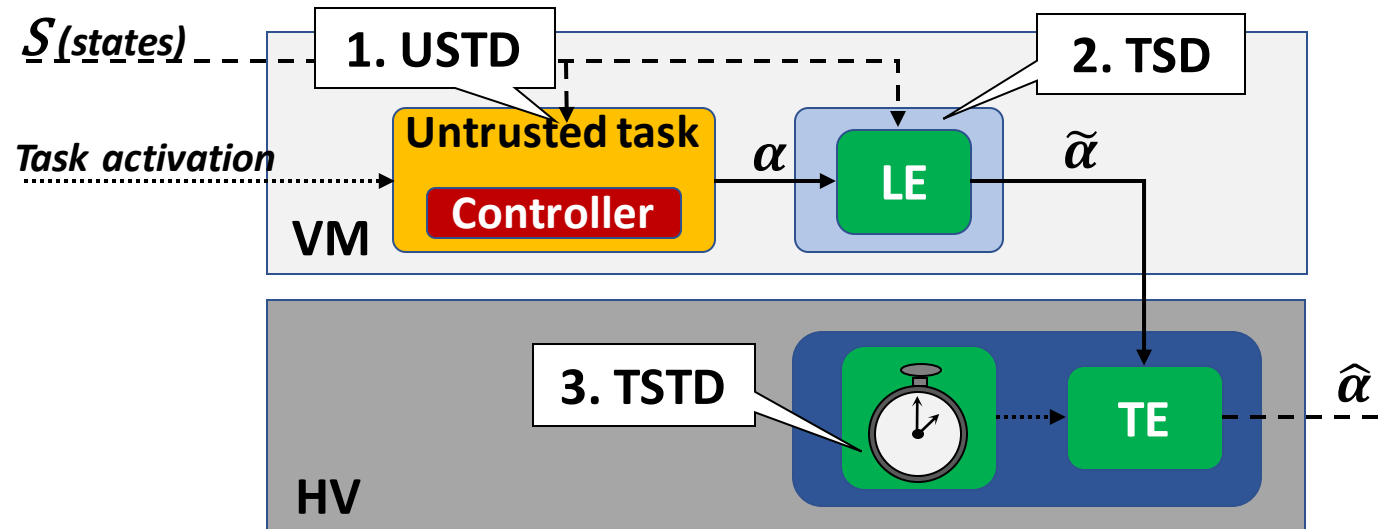 S (states)
1. USTD
2. TSD
Untrusted task
Task activation
α
α̃
LE
Controller
VM
3. TSTD
α̂
TE
HV